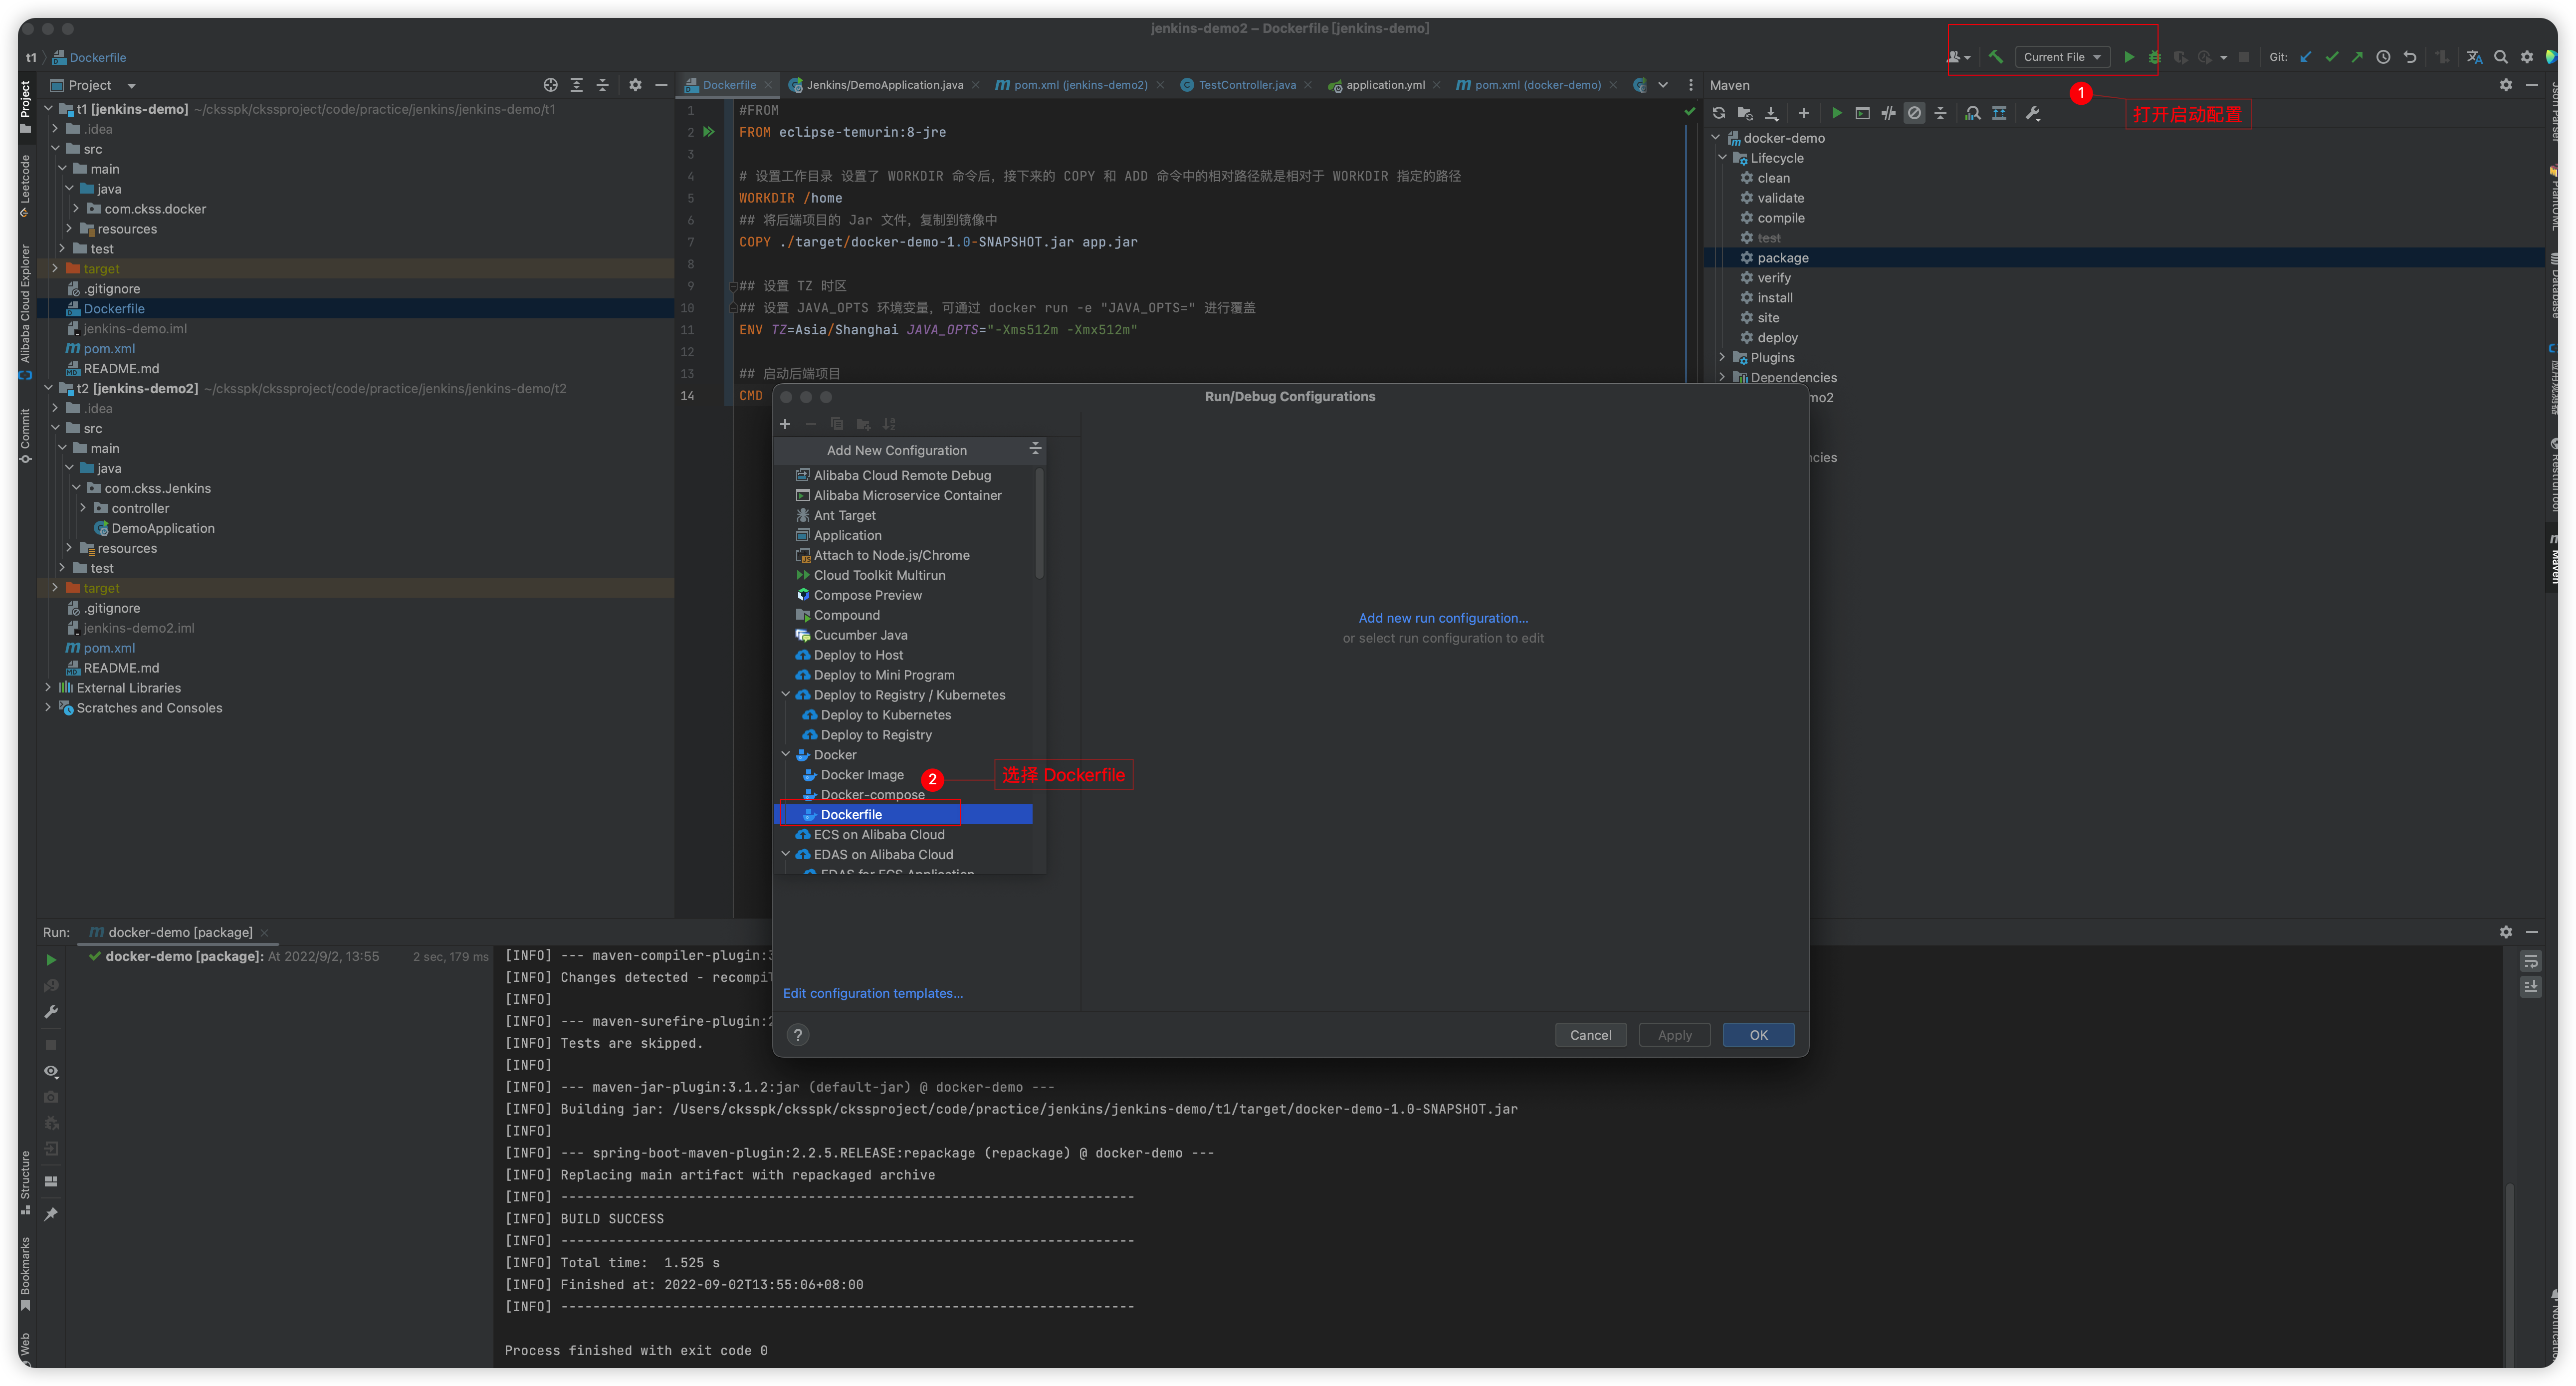 jenkins-demo2 – Dockerfile [jenkins-demo]
t1 Dockerfile
Current File
Git:
Project
Dockerfile
Jenkins/DemoApplication.java
pom.xml (jenkins-demo2)
TestController.java
application.yml
pom.xml (docker-demo)
Maven
1
打开启动配置
Project
Leetcode
Alibaba Cloud Explorer
Commit
Structure
Bookmarks
Web
t1 [jenkins-demo] ~/cksspk/ckssproject/code/practice/jenkins/jenkins-demo/t1
.idea
src
main
java
com.ckss.docker
resources
test
target
.gitignore
Dockerfile
jenkins-demo.iml
pom.xml
README.md
t2 [jenkins-demo2] ~/cksspk/ckssproject/code/practice/jenkins/jenkins-demo/t2
.idea
src
main
java
com.ckss.Jenkins
controller
DemoApplication
resources
test
target
.gitignore
jenkins-demo2.iml
pom.xml
README.md
External Libraries
Scratches and Consoles
1 #FROM
2 FROM eclipse-temurin:8-jre
3
4 # 设置工作目录 设置了 WORKDIR 命令后，接下来的 COPY 和 ADD 命令中的相对路径就是相对于 WORKDIR 指定的路径
5 WORKDIR /home
6 ## 将后端项目的 Jar 文件，复制到镜像中
7 COPY ./target/docker-demo-1.0-SNAPSHOT.jar app.jar
8
9 ## 设置 TZ 时区
10 ## 设置 JAVA_OPTS 环境变量，可通过 docker run -e "JAVA_OPTS=" 进行覆盖
11 ENV TZ=Asia/Shanghai JAVA_OPTS="-Xms512m -Xmx512m"
12
13 ## 启动后端项目
14 CMD
docker-demo
Lifecycle
clean
validate
compile
test
package
verify
install
site
deploy
Plugins
Dependencies
mo2
cies
PlantUML
Database
应用观测器
RestfulTool
Maven
Run/Debug Configurations
Add New Configuration
Alibaba Cloud Remote Debug
Alibaba Microservice Container
Ant Target
Application
Attach to Node.js/Chrome
Cloud Toolkit Multirun
Compose Preview
Compound
Cucumber Java
Deploy to Host
Deploy to Mini Program
Deploy to Registry / Kubernetes
Deploy to Kubernetes
Deploy to Registry
Docker
Docker Image
Docker-compose
Dockerfile
ECS on Alibaba Cloud
EDAS on Alibaba Cloud
EDAS for ECS Application
2
选择 Dockerfile
Add new run configuration...
or select run configuration to edit
Edit configuration templates...
?
Cancel
Apply
OK
Run:
docker-demo [package]
docker-demo [package]: At 2022/9/2, 13:55 2 sec, 179 ms
[INFO] --- maven-compiler-plugin:3
[INFO] Changes detected - recompil
[INFO]
[INFO] --- maven-surefire-plugin:2
[INFO] Tests are skipped.
[INFO]
[INFO] --- maven-jar-plugin:3.1.2:jar (default-jar) @ docker-demo ---
[INFO] Building jar: /Users/cksspk/cksspk/ckssproject/code/practice/jenkins/jenkins-demo/t1/target/docker-demo-1.0-SNAPSHOT.jar
[INFO]
[INFO] --- spring-boot-maven-plugin:2.2.5.RELEASE:repackage (repackage) @ docker-demo ---
[INFO] Replacing main artifact with repackaged archive
[INFO] ------------------------------------------------------------------------
[INFO] BUILD SUCCESS
[INFO] ------------------------------------------------------------------------
[INFO] Total time:  1.525 s
[INFO] Finished at: 2022-09-02T13:55:06+08:00
[INFO] ------------------------------------------------------------------------
Process finished with exit code 0